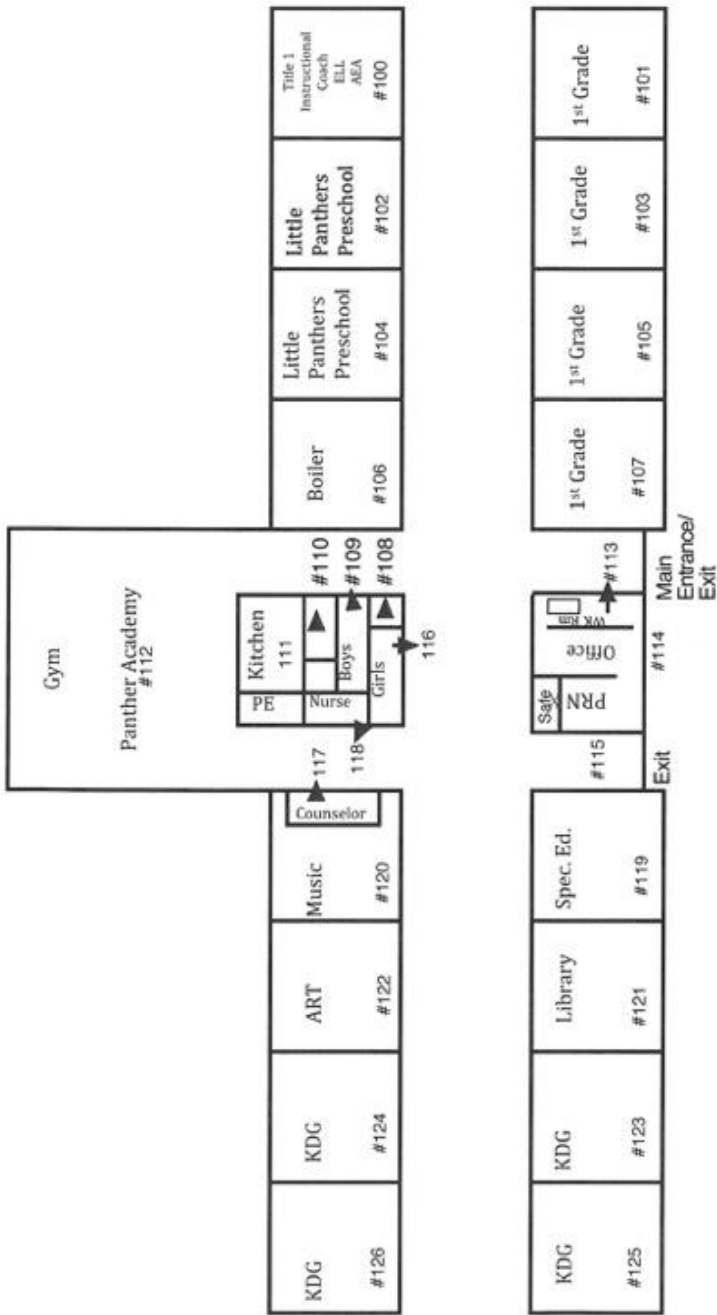 Gym
Panther Academy
#112
Title 1
Instructional
Coach
ELL
AEA
#100
Little
Panthers
Preschool
#102
Little
Panthers
Preschool
#104
Boiler
#106
#110
#109
#108
Kitchen
111
PE
Nurse
Boys
Girls
116
117
118
Counselor
Music
#120
ART
#122
KDG
#124
KDG
#126
1st Grade
#101
1st Grade
#103
1st Grade
#105
1st Grade
#107
#113
Main
Entrance/
Exit
WK Rm
Office
#114
Safe
PRN
#115
Exit
Spec. Ed.
#119
Library
#121
KDG
#123
KDG
#125